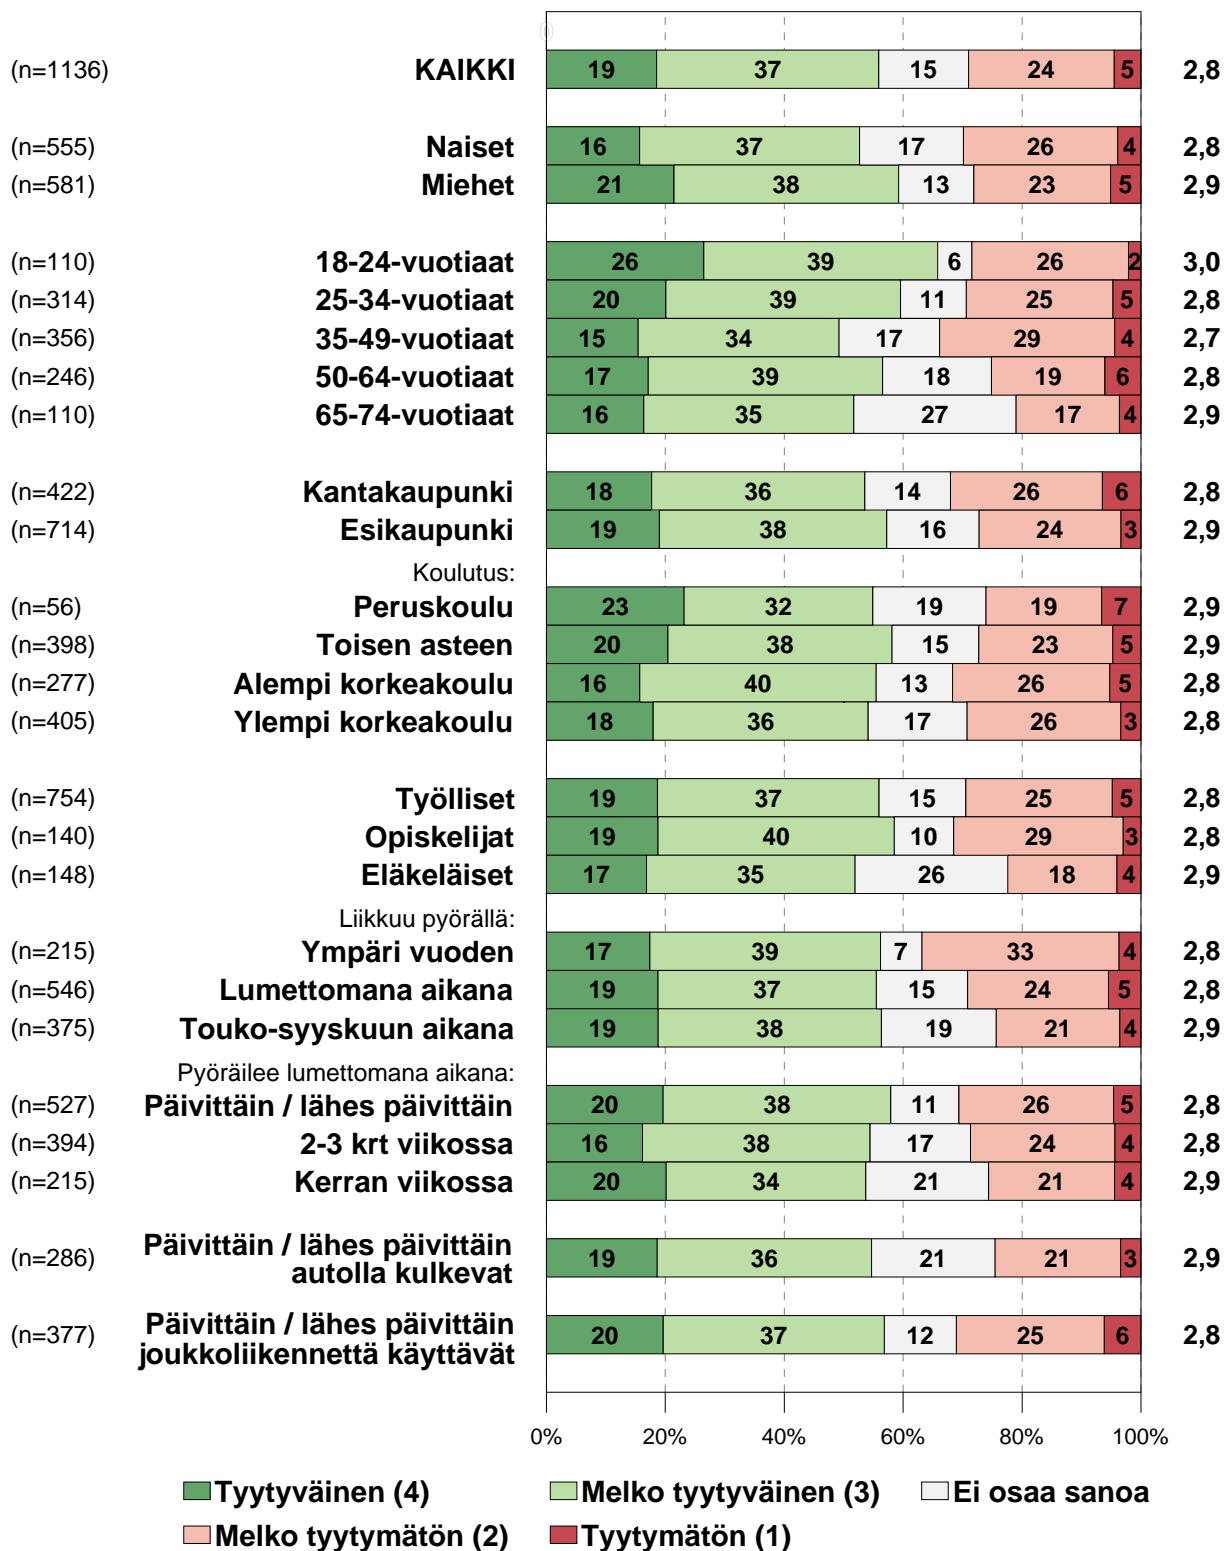 (n=1136) KAIKKI 19 37 15 24 5 2,8
(n=555) Naiset 16 37 17 26 4 2,8
(n=581) Miehet 21 38 13 23 5 2,9
(n=110) 18-24-vuotiaat 26 39 6 26 2 3,0
(n=314) 25-34-vuotiaat 20 39 11 25 5 2,8
(n=356) 35-49-vuotiaat 15 34 17 29 4 2,7
(n=246) 50-64-vuotiaat 17 39 18 19 6 2,8
(n=110) 65-74-vuotiaat 16 35 27 17 4 2,9
(n=422) Kantakaupunki 18 36 14 26 6 2,8
(n=714) Esikaupunki 19 38 16 24 3 2,9
Koulutus:
(n=56) Peruskoulu 23 32 19 19 7 2,9
(n=398) Toisen asteen 20 38 15 23 5 2,9
(n=277) Alempi korkeakoulu 16 40 13 26 5 2,8
(n=405) Ylempi korkeakoulu 18 36 17 26 3 2,8
(n=754) Työlliset 19 37 15 25 5 2,8
(n=140) Opiskelijat 19 40 10 29 3 2,8
(n=148) Eläkeläiset 17 35 26 18 4 2,9
Liikkuu pyörällä:
(n=215) Ympäri vuoden 17 39 7 33 4 2,8
(n=546) Lumettomana aikana 19 37 15 24 5 2,8
(n=375) Touko-syyskuun aikana 19 38 19 21 4 2,9
Pyöräilee lumettomana aikana:
(n=527) Päivittäin / lähes päivittäin 20 38 11 26 5 2,8
(n=394) 2-3 krt viikossa 16 38 17 24 4 2,8
(n=215) Kerran viikossa 20 34 21 21 4 2,9
(n=286) Päivittäin / lähes päivittäin 19 36 21 21 3 2,9
autolla kulkevat
(n=377) Päivittäin / lähes päivittäin 20 37 12 25 6 2,8
joukkoliikennettä käyttävät
0% 20% 40% 60% 80% 100%
Tyytyväinen (4) Melko tyytyväinen (3) Ei osaa sanoa
Melko tyytymätön (2) Tyytymätön (1)